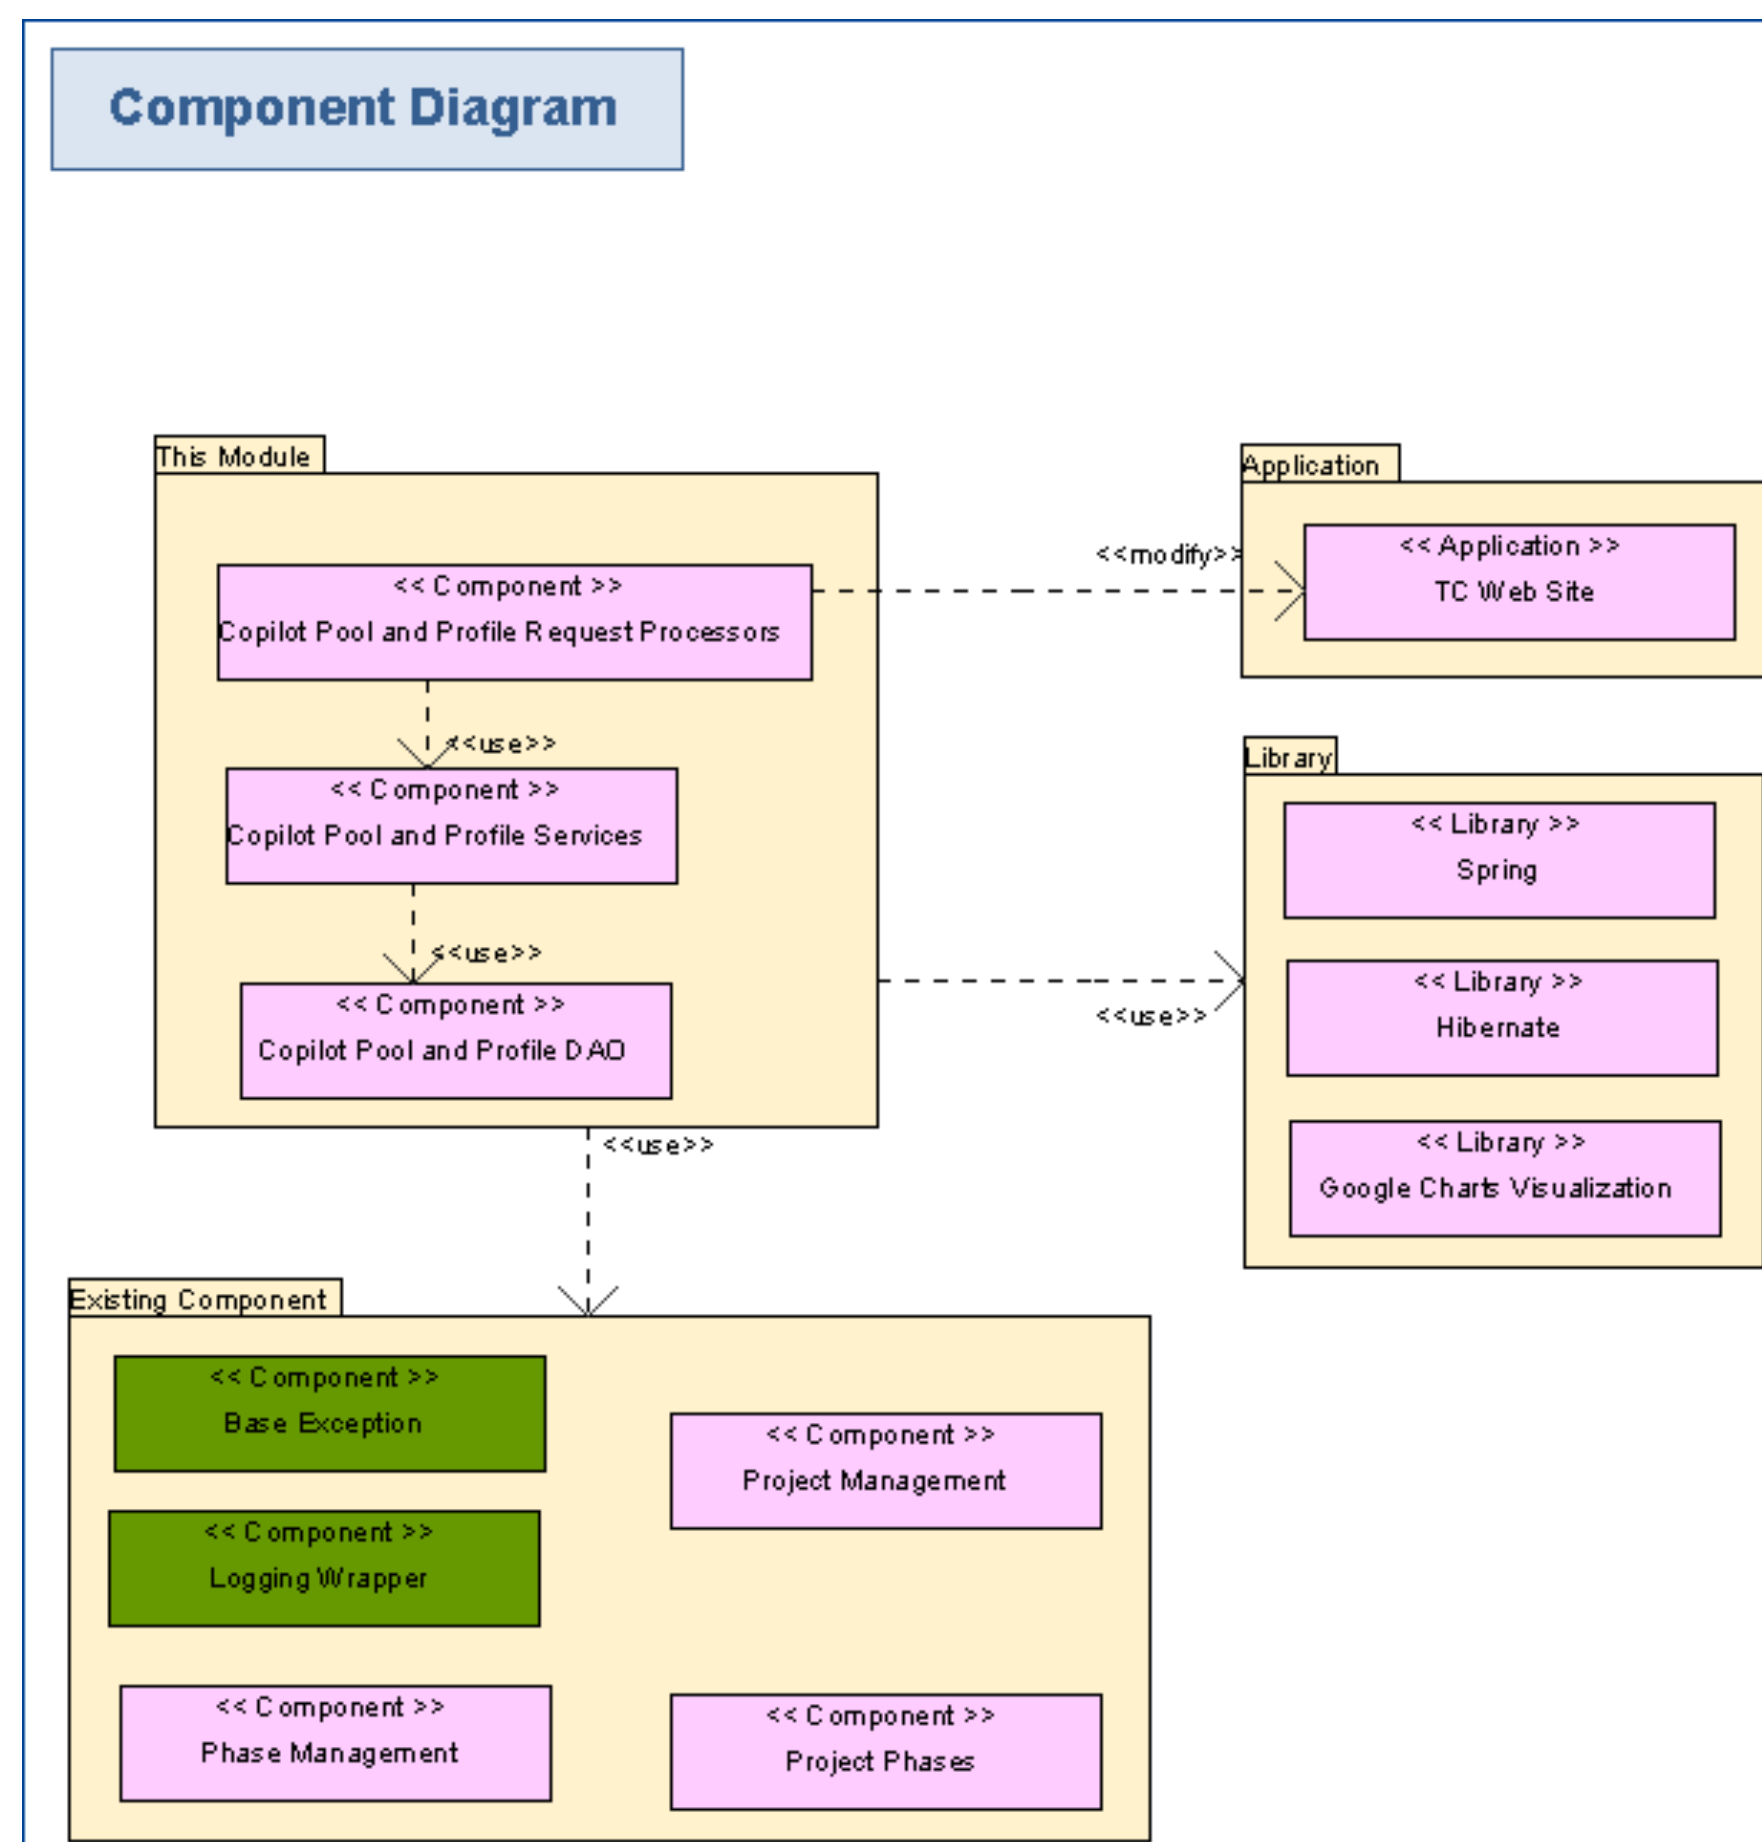 Component Diagram
This Module
<< Component >>
Copilot Pool and Profile Request Processors
<<use>>
<< Component >>
Copilot Pool and Profile Services
<<use>>
<< Component >>
Copilot Pool and Profile DAO
<<modify>>
Application
<< Application >>
TC Web Site
<<use>>
Library
<< Library >>
Spring
<< Library >>
Hibernate
<< Library >>
Google Charts Visualization
<<use>>
Existing Component
<< Component >>
Base Exception
<< Component >>
Project Management
<< Component >>
Logging Wrapper
<< Component >>
Phase Management
<< Component >>
Project Phases